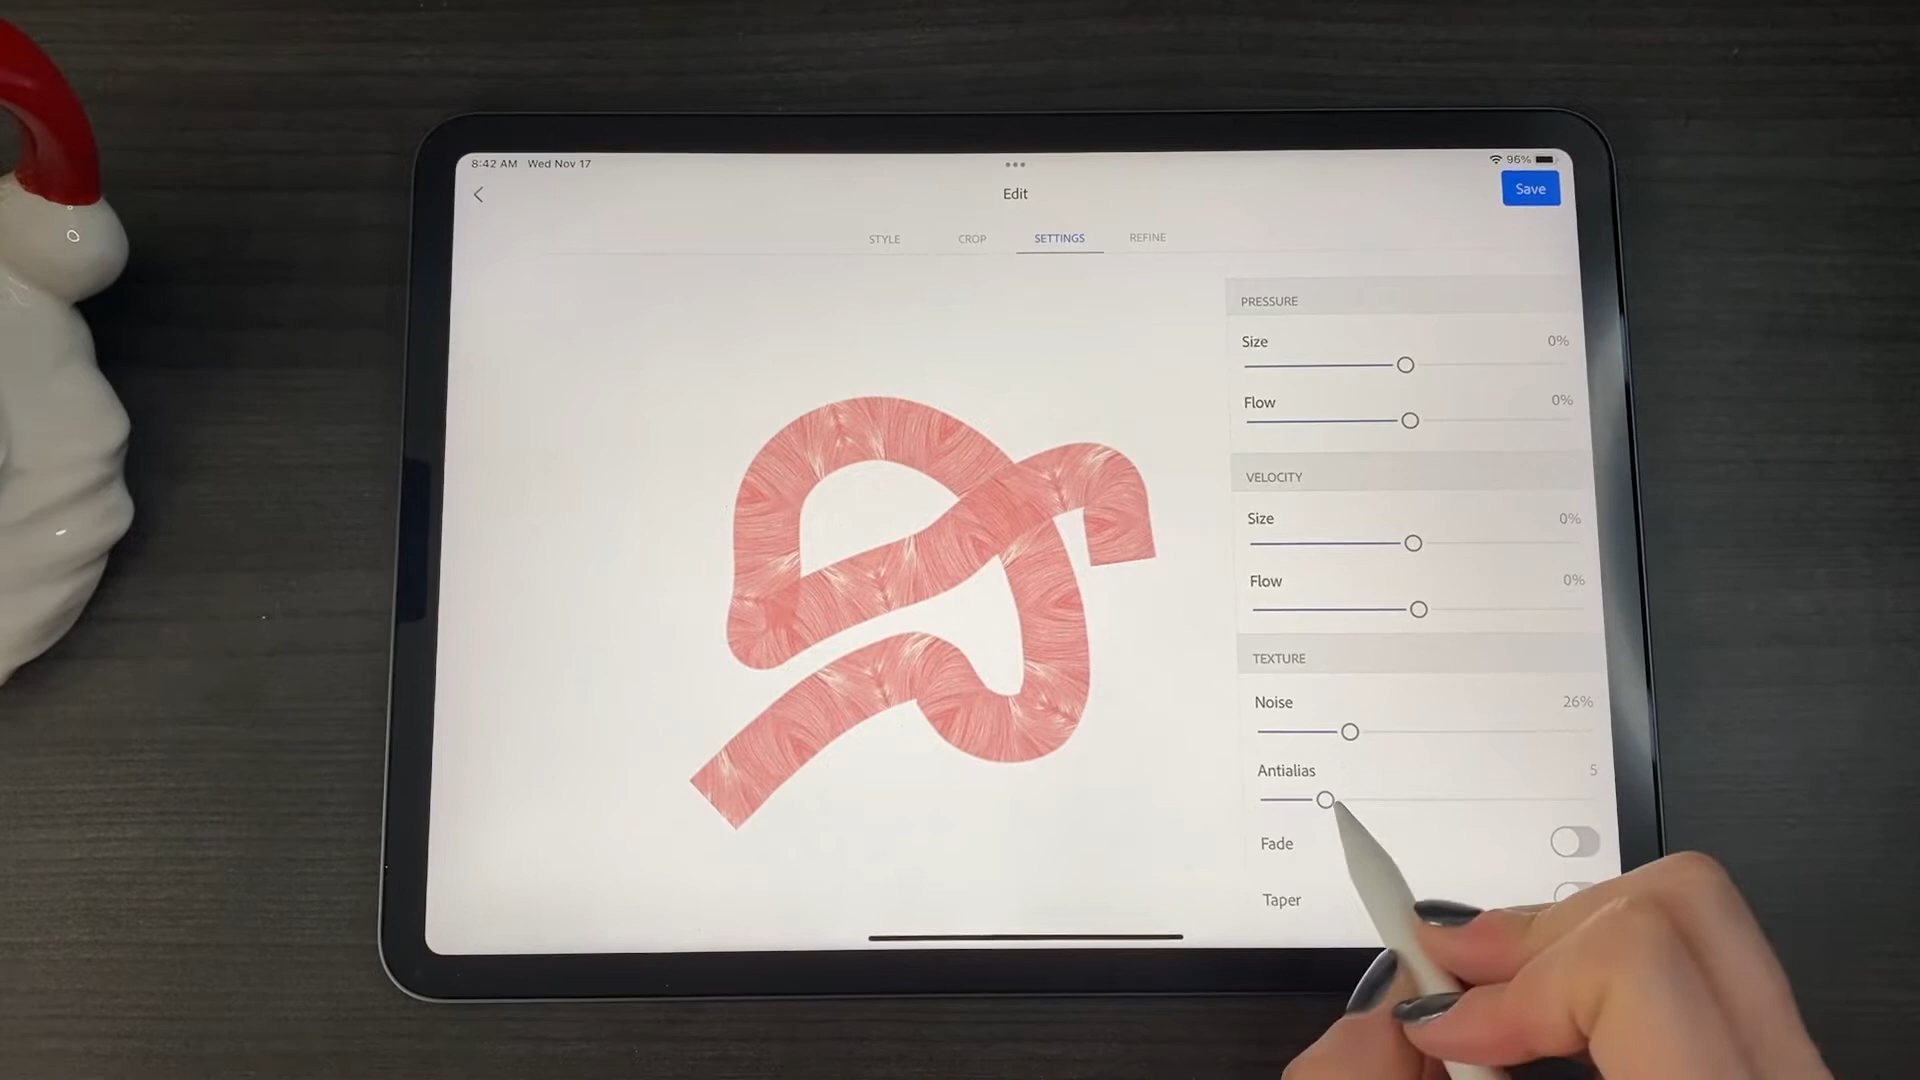 8:42 AM Wed Nov 17
96%
Edit
Save
STYLE CROP SETTINGS REFINE
PRESSURE
Size 0%
Flow 0%
VELOCITY
Size 0%
Flow 0%
TEXTURE
Noise 26%
Antialias 5
Fade
Taper